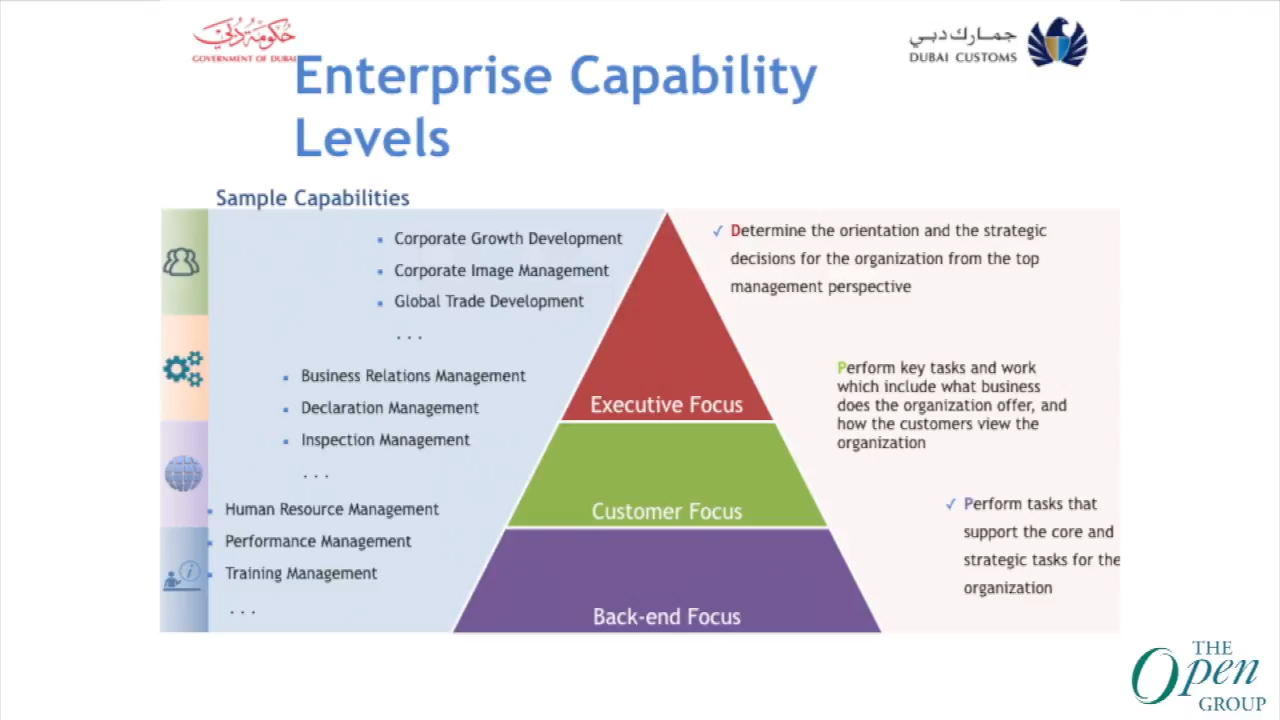 حكومة دبي
GOVERNMENT OF DUBAI
جمارك دبي
DUBAI CUSTOMS
Enterprise Capability
Levels
Sample Capabilities
Corporate Growth Development
Corporate Image Management
Global Trade Development
...
Business Relations Management
Declaration Management
Inspection Management
...
Human Resource Management
Performance Management
Training Management
...
Executive Focus
Customer Focus
Back-end Focus
✓ Determine the orientation and the strategic
decisions for the organization from the top
management perspective
Perform key tasks and work
which include what business
does the organization offer, and
how the customers view the
organization
✓ Perform tasks that
support the core and
strategic tasks for the
organization
THE
Open
GROUP